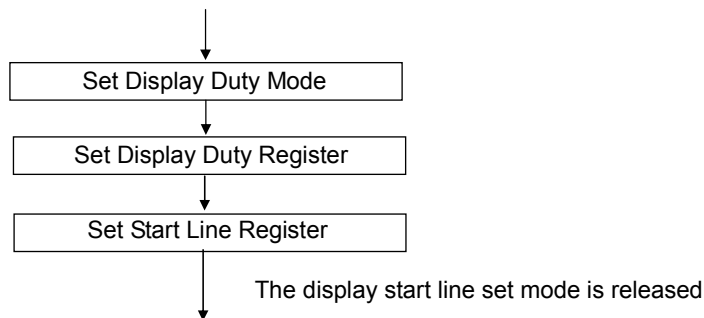 Set Display Duty Mode
Set Display Duty Register
Set Start Line Register
The display start line set mode is released